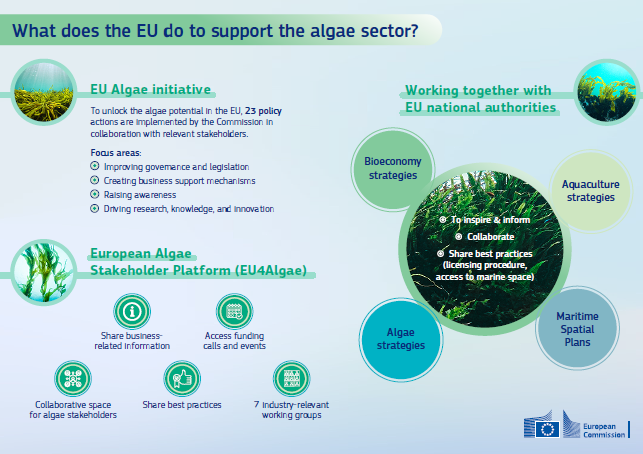 What does the EU do to support the algae sector?
EU Algae initiative
To unlock the algae potential in the EU, 23 policy
actions are implemented by the Commission in
collaboration with relevant stakeholders.
Focus areas:
Improving governance and legislation
Creating business support mechanisms
Raising awareness
Driving research, knowledge, and innovation
European Algae
Stakeholder Platform (EU4Algae)
Share business-
related information
Access funding
calls and events
Collaborative space
for algae stakeholders
Share best practices
7 industry-relevant
working groups
Working together with
EU national authorities
Bioeconomy
strategies
Aquaculture
strategies
To inspire & inform
Collaborate
Share best practices
(licensing procedure,
access to marine space)
Algae
strategies
Maritime
Spatial
Plans
European
Commission